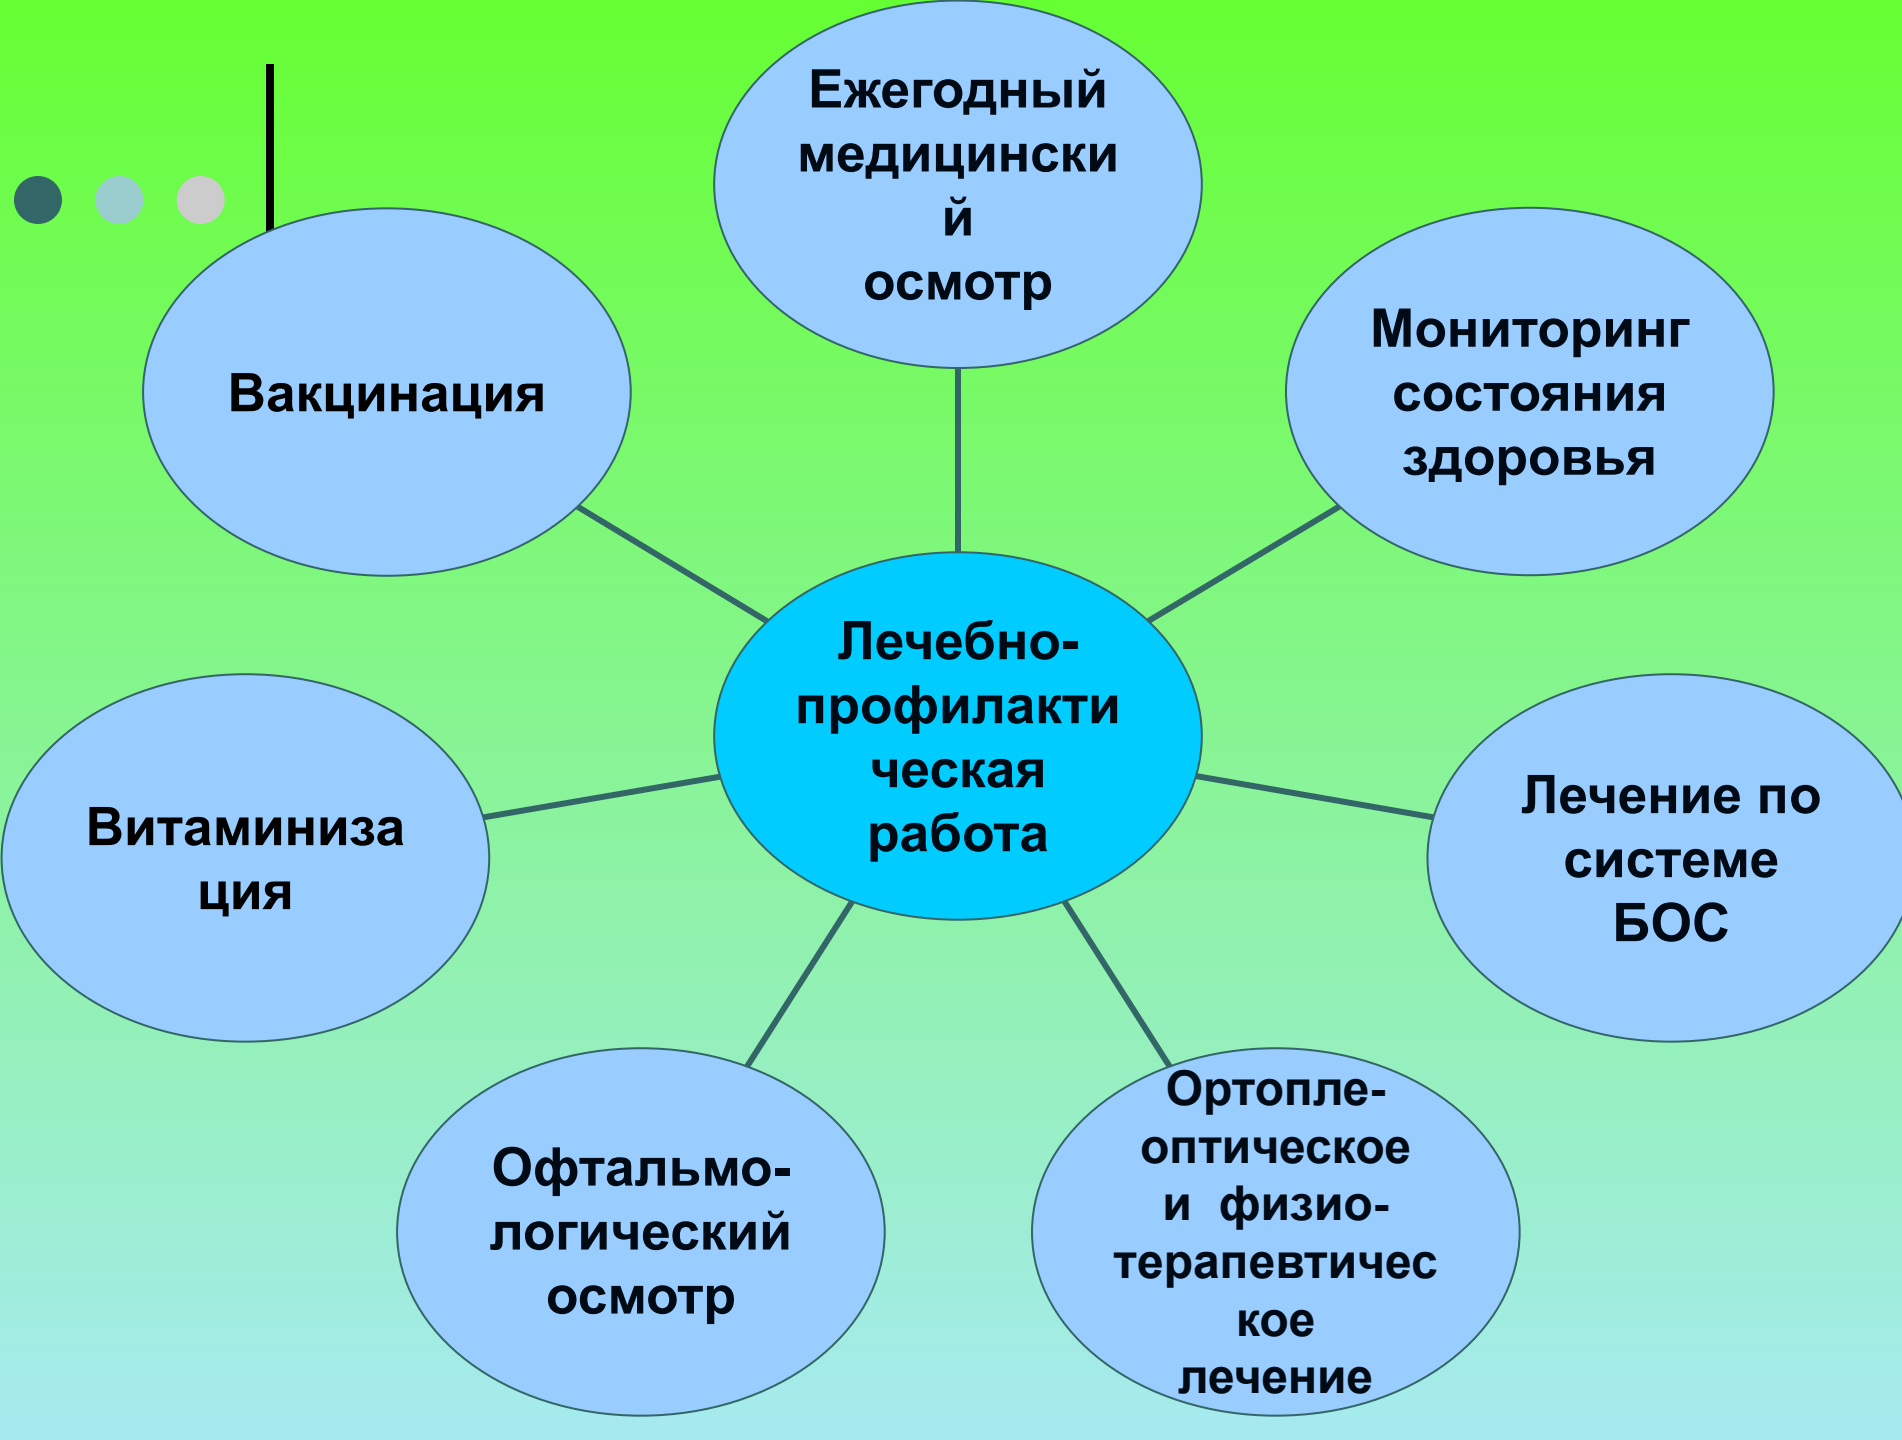 Ежегодный
медицински
й
осмотр
Мониторинг
состояния
здоровья
Вакцинация
Лечебно-
профилакти
ческая
работа
Лечение по
системе
БОС
Витаминиза
ция
Офтальмо-
логический
осмотр
Ортопле-
оптическое
и  физио-
терапевтичес
кое
лечение